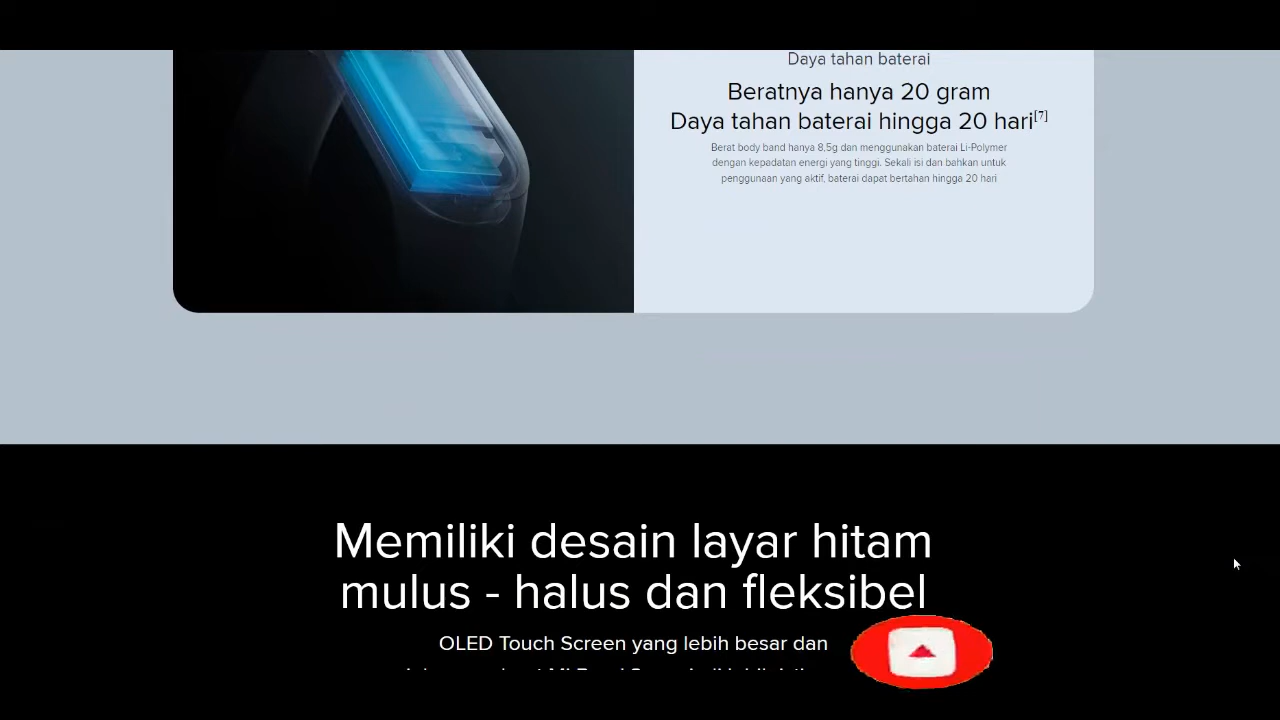 Daya tahan baterai
Beratnya hanya 20 gram
Daya tahan baterai hingga 20 hari[7]
Berat body band hanya 8,5g dan menggunakan baterai Li-Polymer
dengan kepadatan energi yang tinggi. Sekali isi dan bahkan untuk
penggunaan yang aktif, baterai dapat bertahan hingga 20 hari
Memiliki desain layar hitam
mulus - halus dan fleksibel
OLED Touch Screen yang lebih besar dan